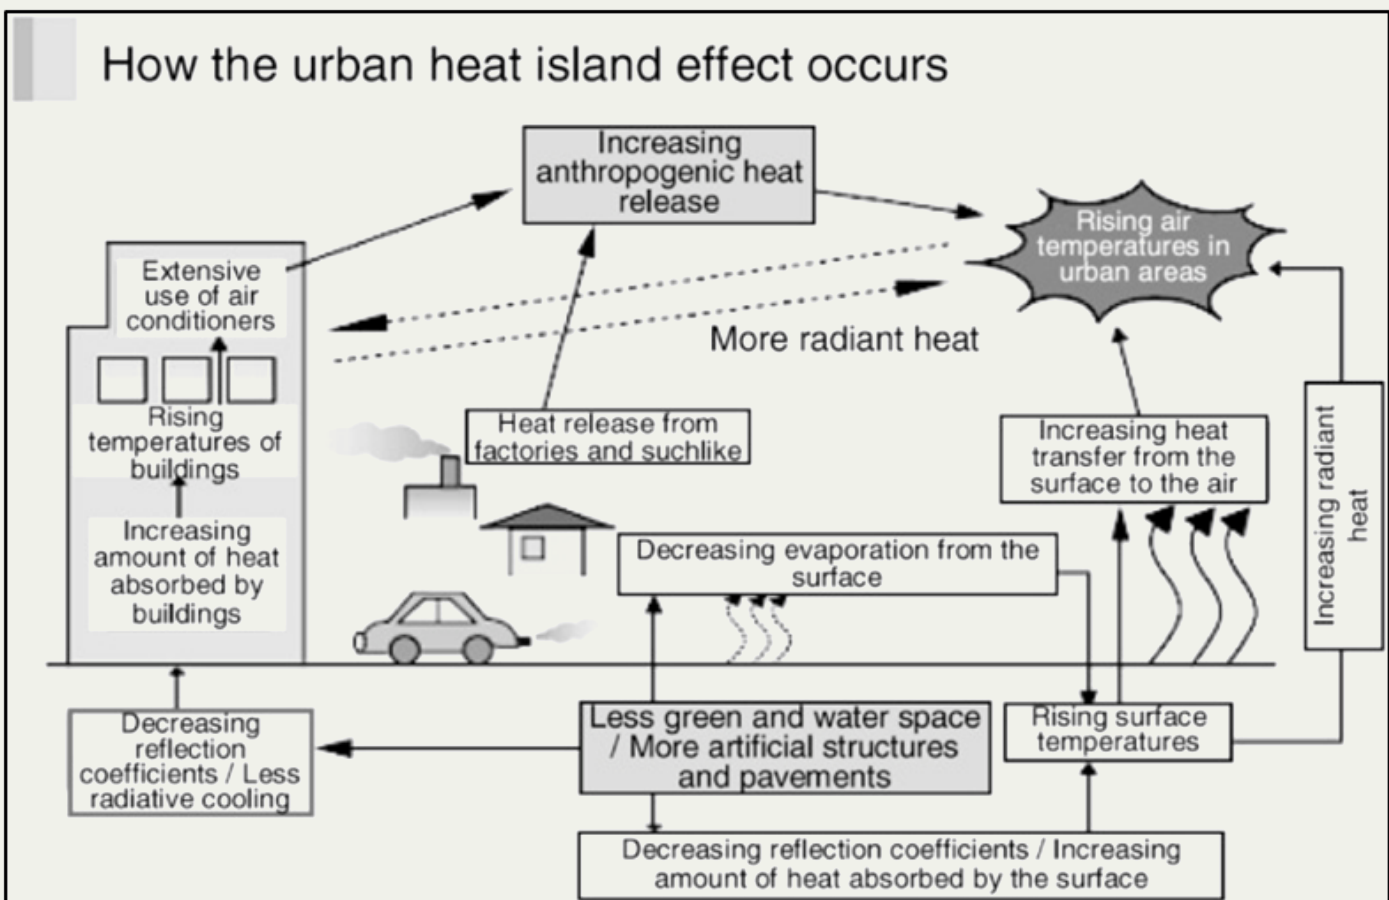 How the urban heat island effect occurs
Increasing
anthropogenic heat
release
Rising air
temperatures in
urban areas
Extensive
use of air
conditioners
More radiant heat
Rising
temperatures of
buildings
Heat release from
factories and suchlike
Increasing heat
transfer from the
surface to the air
Increasing radiant
heat
Increasing
amount of heat
absorbed by
buildings
Decreasing evaporation from the
surface
Decreasing
reflection
coefficients / Less
radiative cooling
Less green and water space
/ More artificial structures
and pavements
Rising surface
temperatures
Decreasing reflection coefficients / Increasing
amount of heat absorbed by the surface